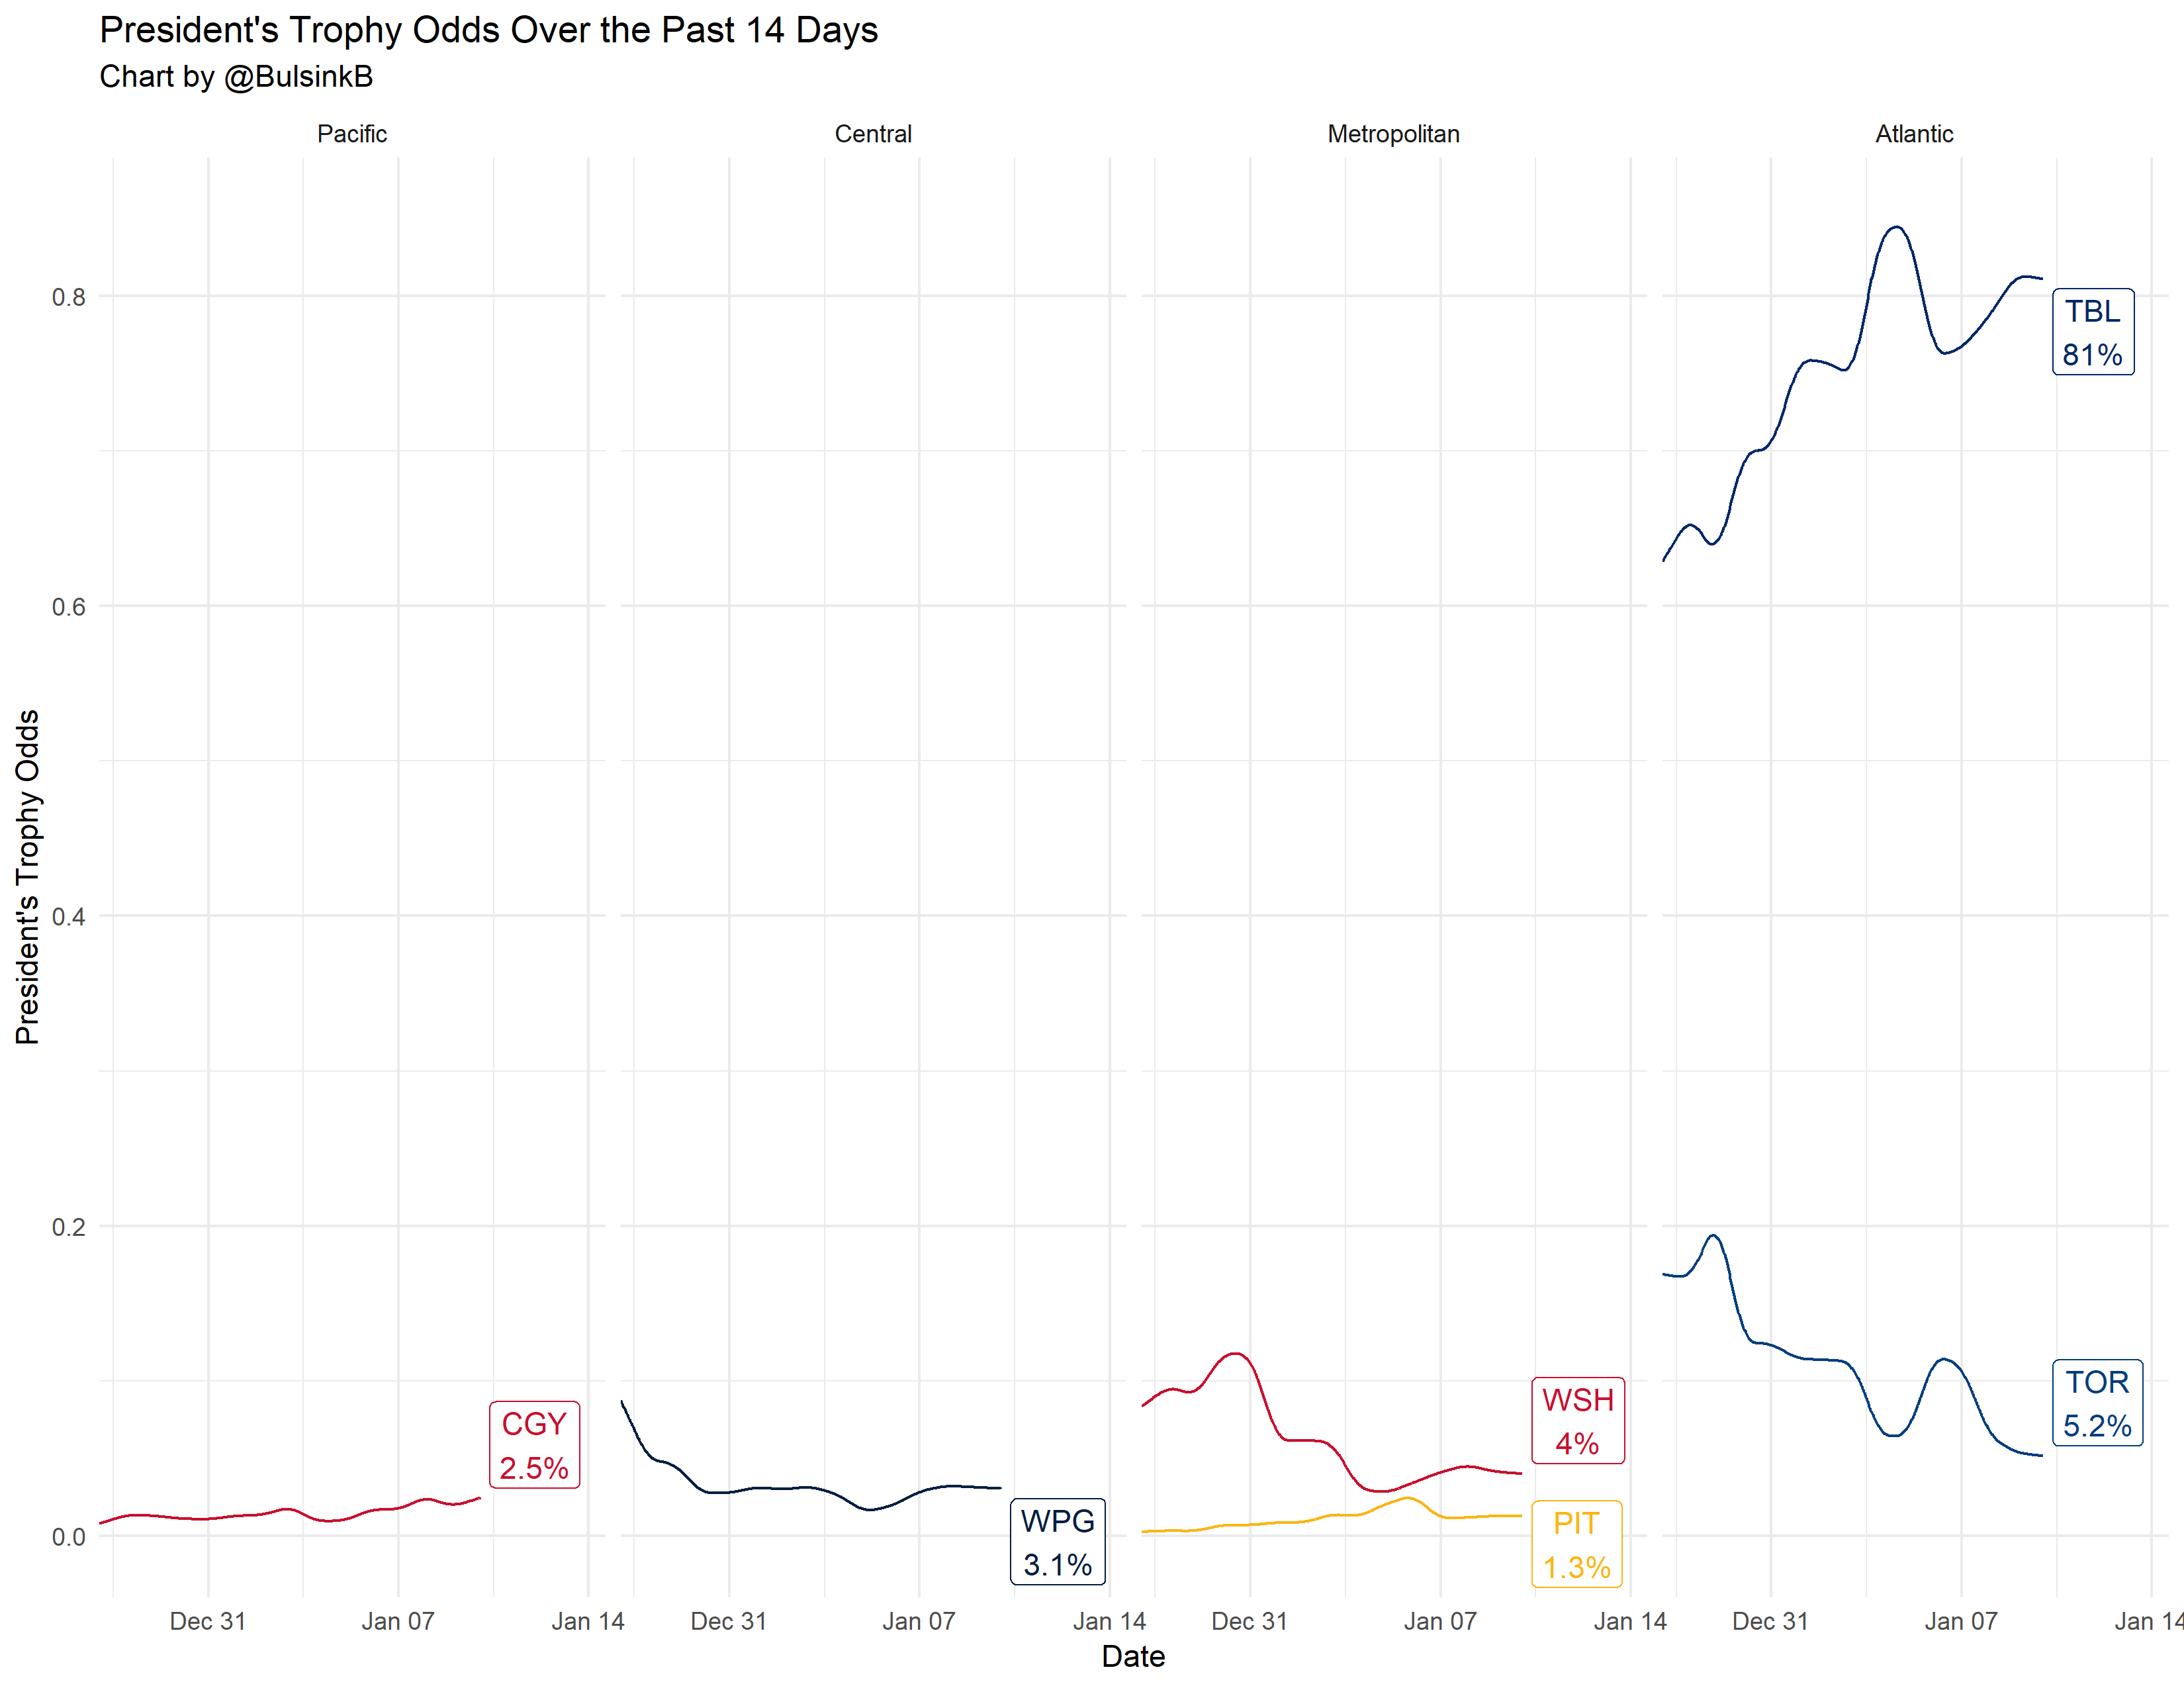 President's Trophy Odds Over the Past 14 Days
Chart by @BulsinkB
Pacific
Central
Metropolitan
Atlantic
President's Trophy Odds
0.8
0.6
0.4
0.2
0.0
CGY
2.5%
WPG
3.1%
WSH
4%
PIT
1.3%
TBL
81%
TOR
5.2%
Dec 31
Jan 07
Jan 14
Dec 31
Jan 07
Jan 14
Dec 31
Jan 07
Jan 14
Dec 31
Jan 07
Jan 14
Date